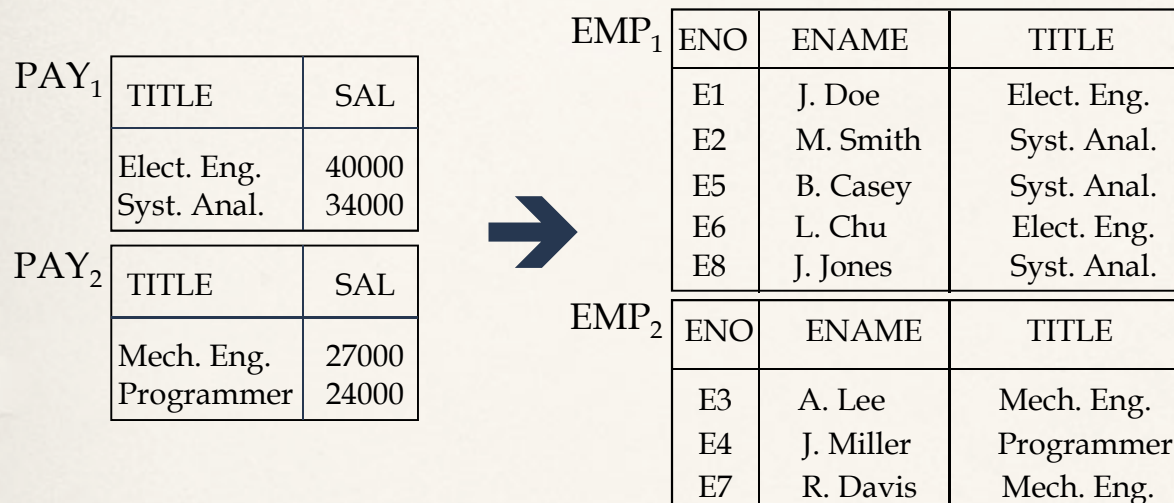 PAY1
TITLE SAL
Elect. Eng. 40000
Syst. Anal. 34000
PAY2
TITLE SAL
Mech. Eng. 27000
Programmer 24000
EMP1
ENO ENAME TITLE
E1 J. Doe Elect. Eng.
E2 M. Smith Syst. Anal.
E5 B. Casey Syst. Anal.
E6 L. Chu Elect. Eng.
E8 J. Jones Syst. Anal.
EMP2
ENO ENAME TITLE
E3 A. Lee Mech. Eng.
E4 J. Miller Programmer
E7 R. Davis Mech. Eng.